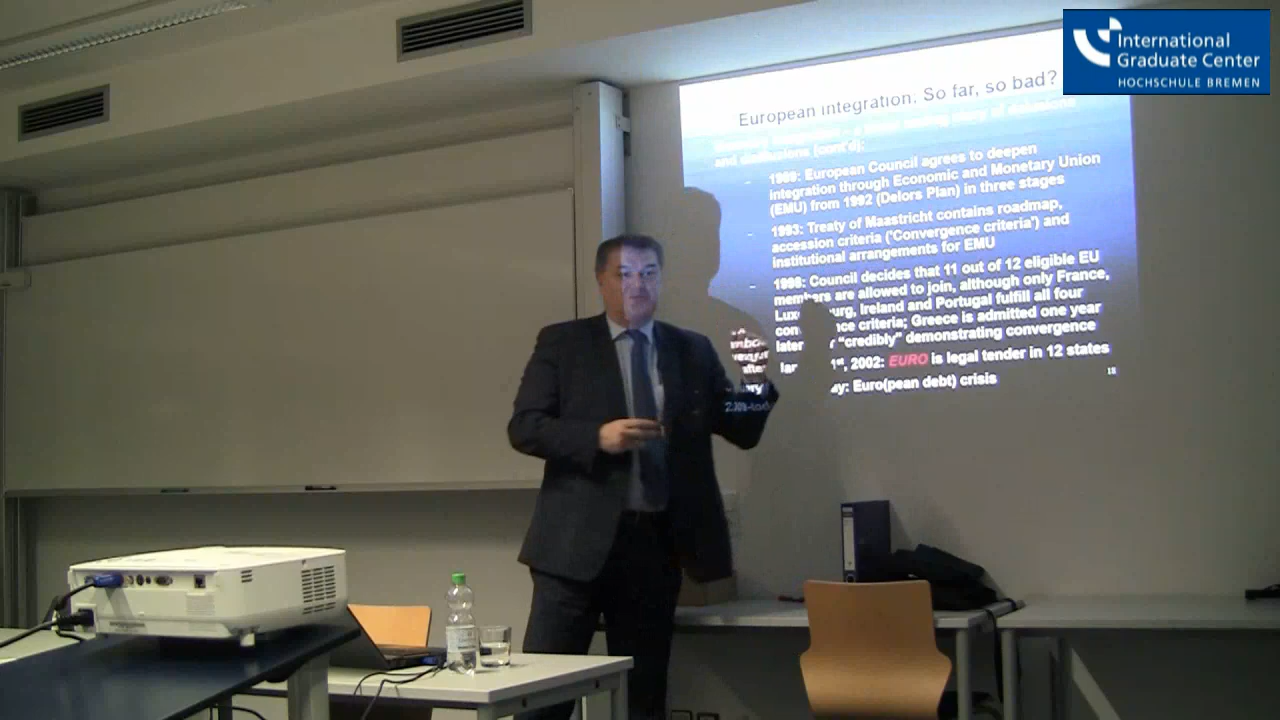 International
Graduate Center
HOCHSCHULE BREMEN
European integration: So far, so bad?
and institutions (cont'd):
- 1989: European Council agrees to deepen
integration through Economic and Monetary Union
(EMU) from 1992 (Delors Plan) in three stages
- 1993: Treaty of Maastricht contains roadmap,
accession criteria ('Convergence criteria') and
institutional arrangements for EMU
- 1998: Council decides that 11 out of 12 eligible EU
members are allowed to join, although only France,
Ireland and Portugal fulfill all four
criteria; Greece is admitted one year
later "credibly" demonstrating convergence
1st, 2002: EURO is legal tender in 12 states
Euro(pean debt) crisis
18